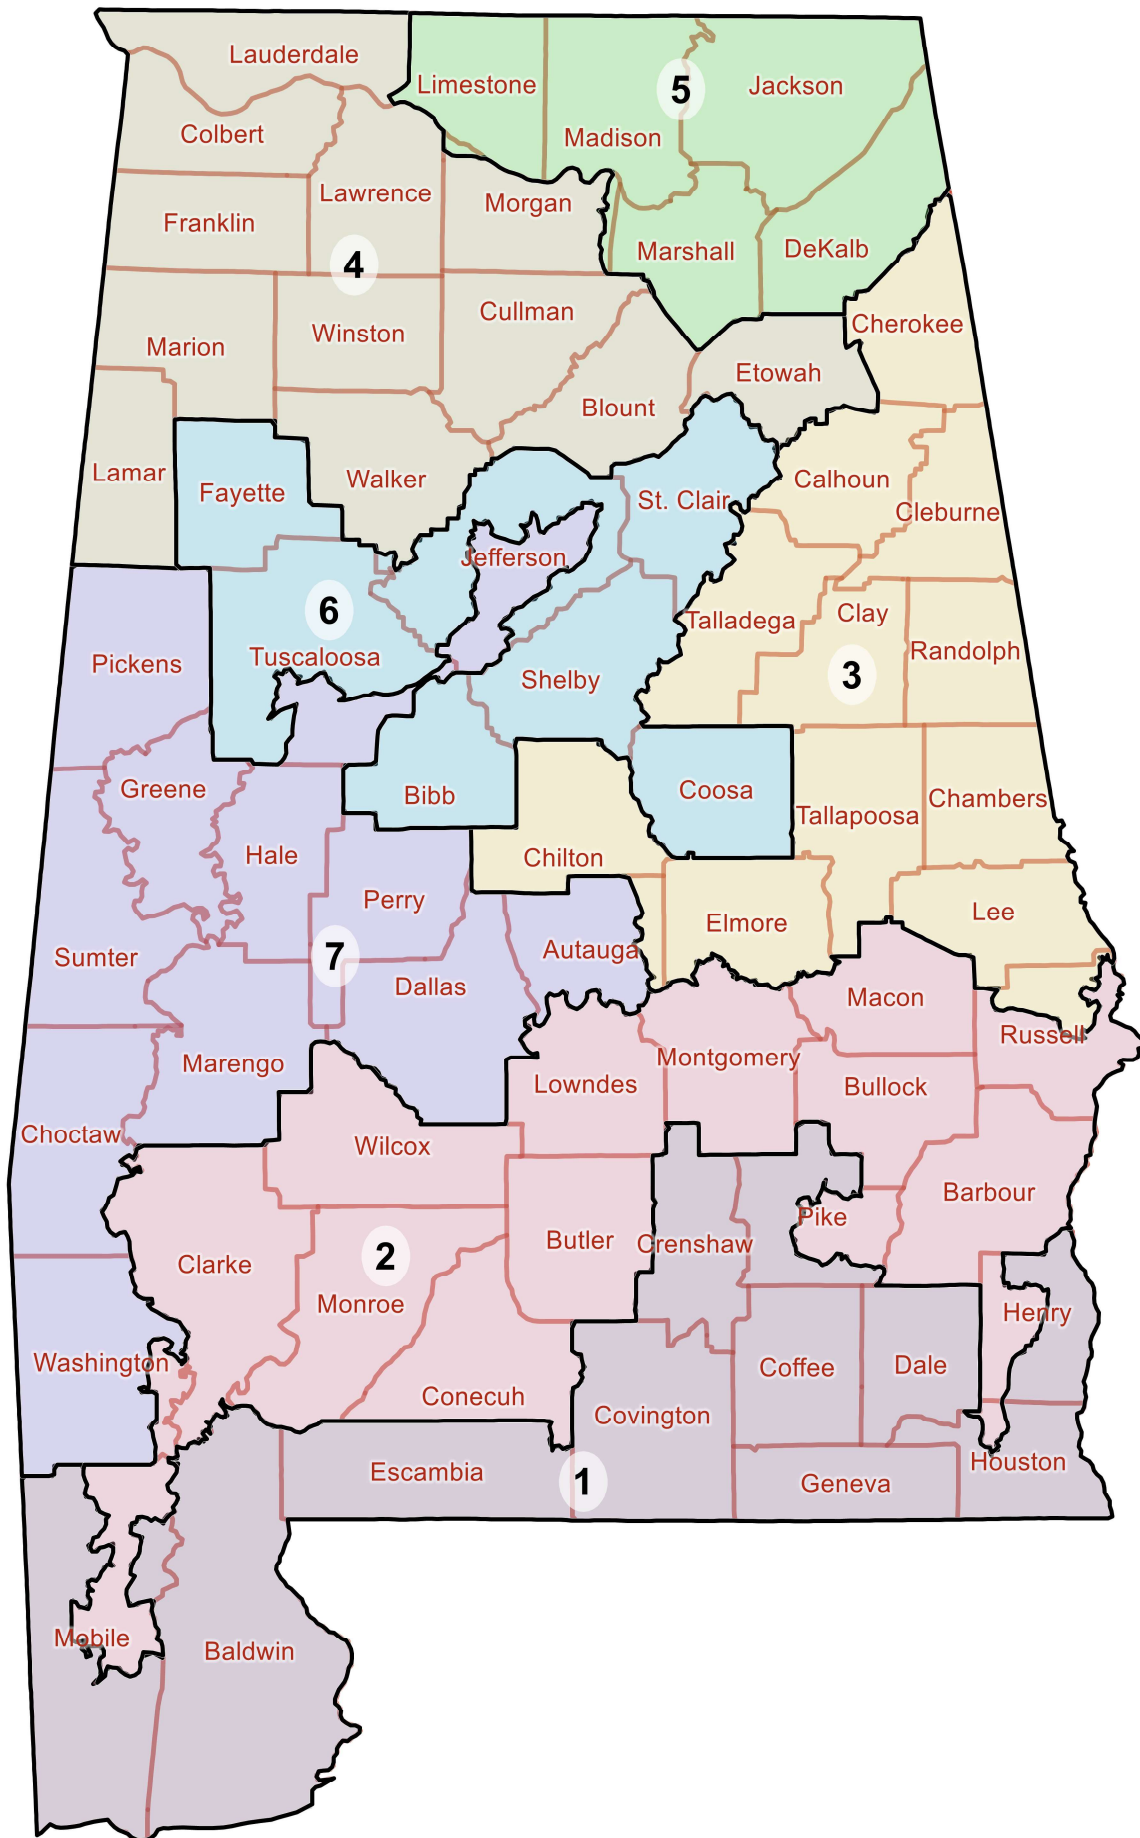 Lauderdale
Limestone
5
Jackson
Colbert
Madison
Lawrence
Morgan
Franklin
Marshall
DeKalb
4
Cullman
Cherokee
Winston
Marion
Etowah
Blount
Lamar
Walker
Calhoun
Fayette
St. Clair
Cleburne
Jefferson
6
Talladega
Clay
Tuscaloosa
Pickens
Randolph
Shelby
3
Greene
Bibb
Coosa
Chambers
Tallapoosa
Hale
Chilton
Perry
Lee
Elmore
Sumter
7
Autauga
Dallas
Macon
Russell
Marengo
Montgomery
Lowndes
Bullock
Choctaw
Wilcox
Barbour
Pike
Clarke
2
Butler
Crenshaw
Monroe
Henry
Washington
Coffee
Dale
Conecuh
Covington
Escambia
1
Geneva
Houston
Mobile
Baldwin